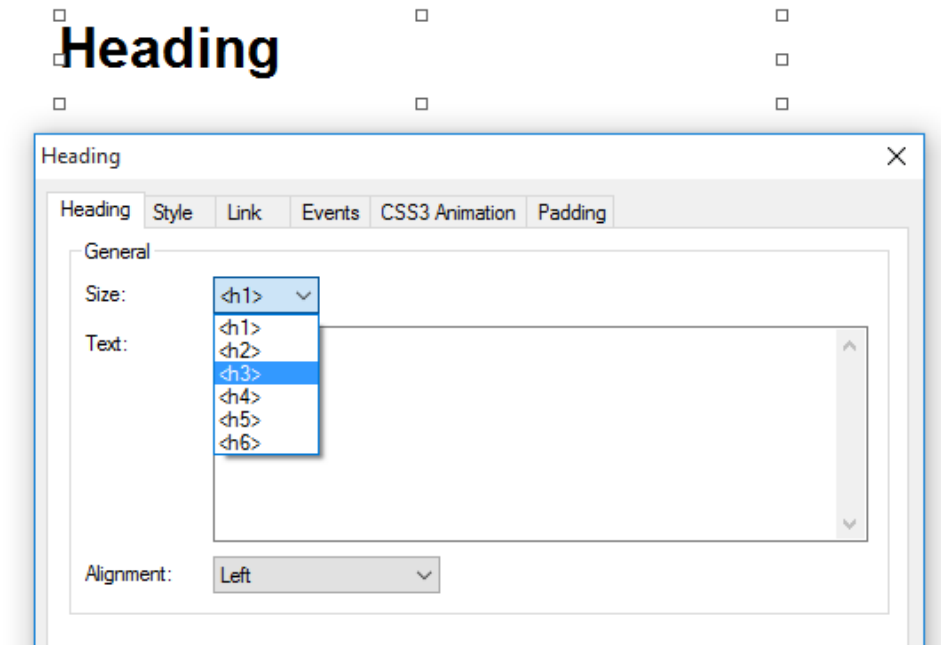 Heading
Heading
Heading Style Link Events CSS3 Animation Padding
General
Size: <h1>
<h1>
Text:
<h2>
<h3>
<h4>
<h5>
<h6>
Alignment: Left